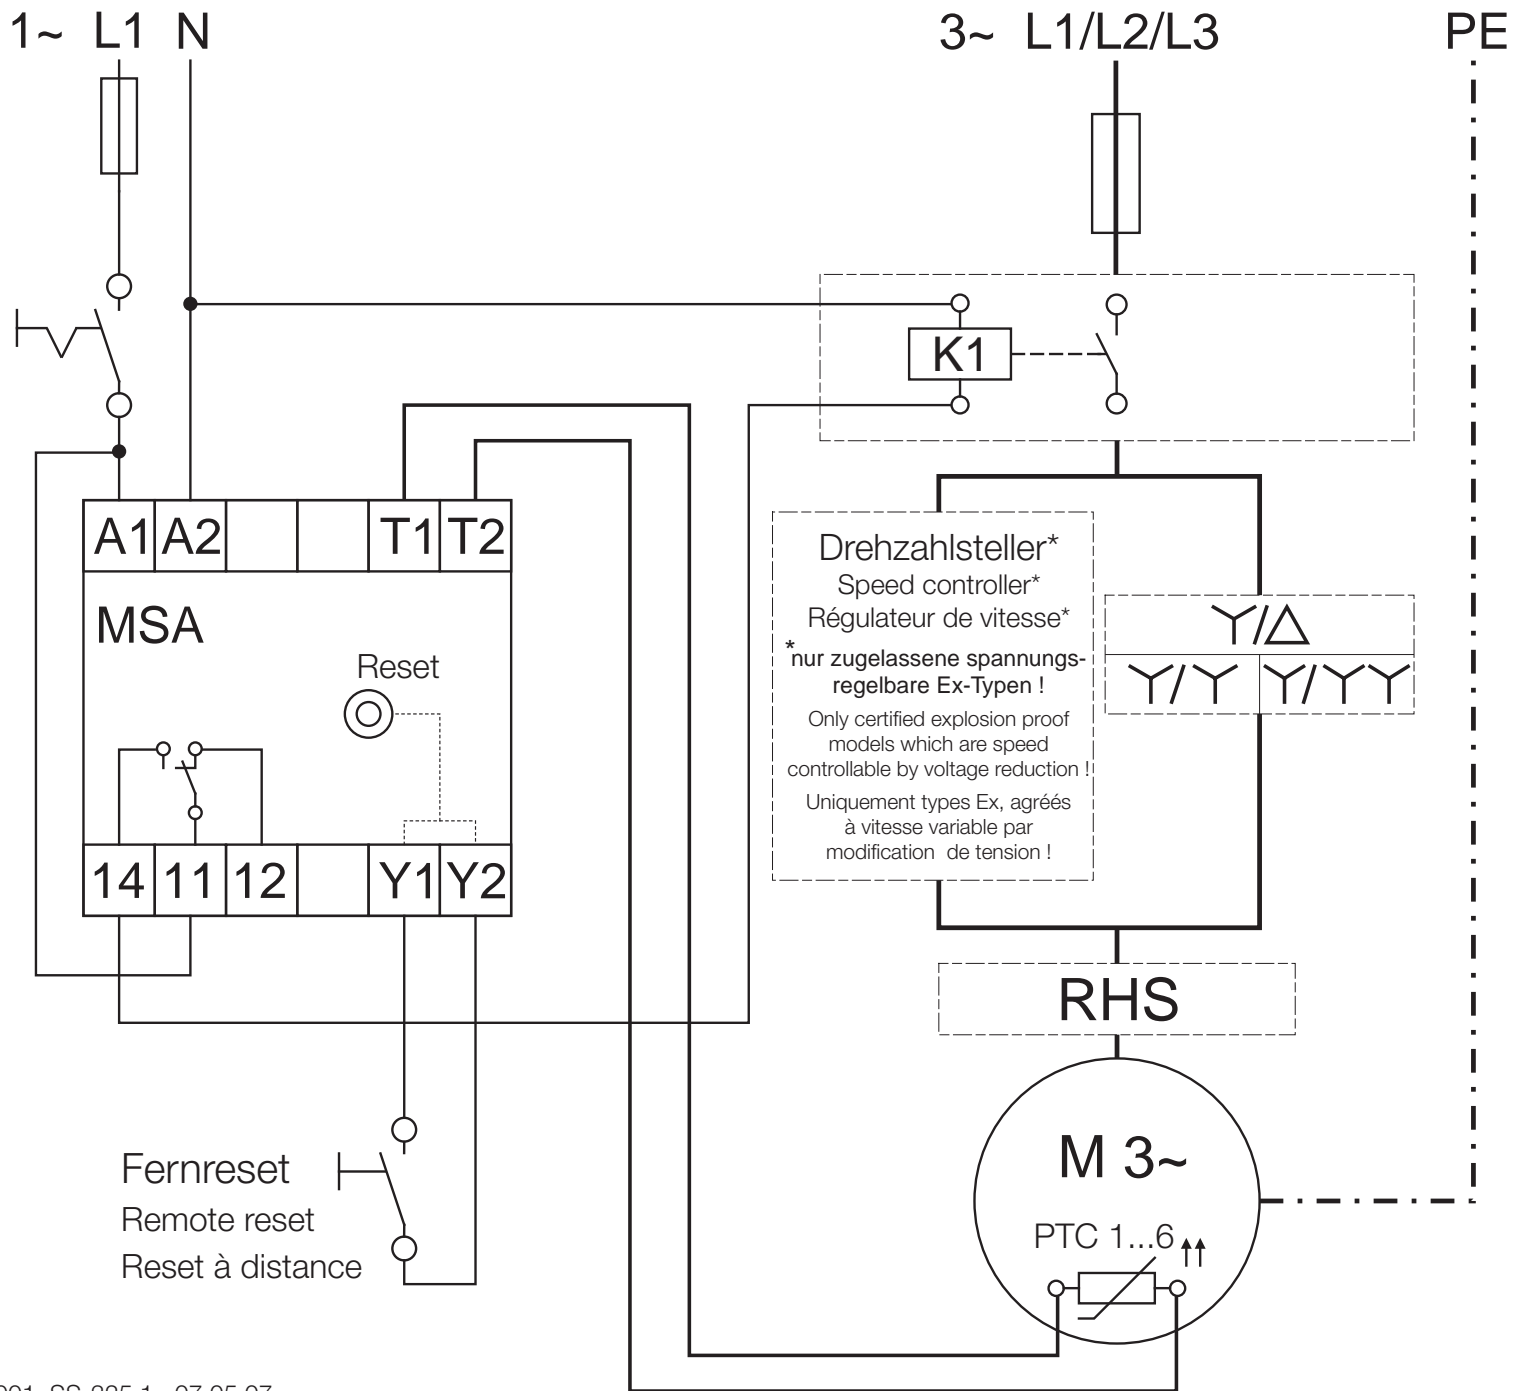 1~ L1 N
3~ L1/L2/L3
PE
K1
A1 A2 T1 T2
MSA
Reset
14 11 12 Y1 Y2
Drehzahlsteller*
Speed controller*
Régulateur de vitesse*
*nur zugelassene spannungs-
regelbare Ex-Typen !
Only certified explosion proof
models which are speed
controllable by voltage reduction !
Uniquement types Ex, agréés
à vitesse variable par
modification de tension !
Y/△
Y/Y Y/YY
RHS
M 3~
PTC 1...6
Fernreset
Remote reset
Reset à distance